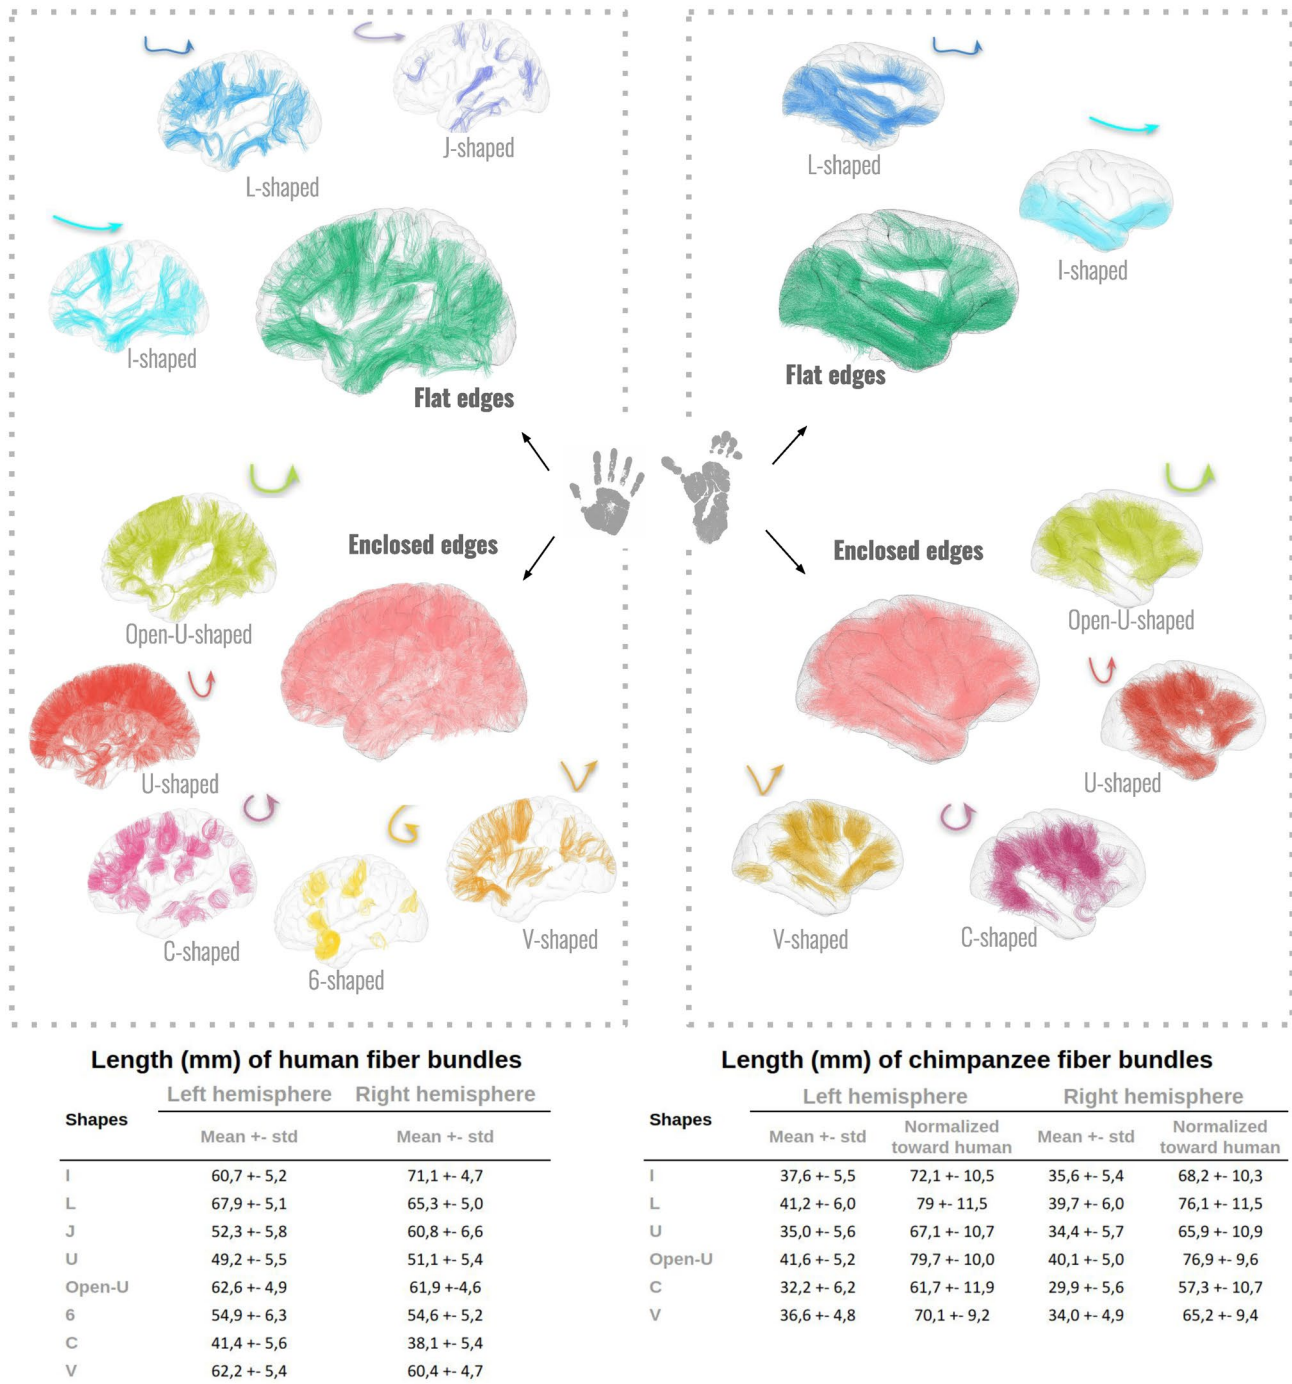 J-shaped
L-shaped
I-shaped
Flat edges
L-shaped
I-shaped
Flat edges
Enclosed edges
Open-U-shaped
U-shaped
C-shaped
6-shaped
V-shaped
Enclosed edges
Open-U-shaped
U-shaped
V-shaped
C-shaped
Length (mm) of human fiber bundles
Left hemisphere Right hemisphere
Shapes
Mean +- std Mean +- std
I 60,7 +- 5,2 71,1 +- 4,7
L 67,9 +- 5,1 65,3 +- 5,0
J 52,3 +- 5,8 60,8 +- 6,6
U 49,2 +- 5,5 51,1 +- 5,4
Open-U 62,6 +- 4,9 61,9 +-4,6
6 54,9 +- 6,3 54,6 +- 5,2
C 41,4 +- 5,6 38,1 +- 5,4
V 62,2 +- 5,4 60,4 +- 4,7
Length (mm) of chimpanzee fiber bundles
Left hemisphere Right hemisphere
Shapes
Mean +- std Normalized toward human Mean +- std Normalized toward human
I 37,6 +- 5,5 72,1 +- 10,5 35,6 +- 5,4 68,2 +- 10,3
L 41,2 +- 6,0 79 +- 11,5 39,7 +- 6,0 76,1 +- 11,5
U 35,0 +- 5,6 67,1 +- 10,7 34,4 +- 5,7 65,9 +- 10,9
Open-U 41,6 +- 5,2 79,7 +- 10,0 40,1 +- 5,0 76,9 +- 9,6
C 32,2 +- 6,2 61,7 +- 11,9 29,9 +- 5,6 57,3 +- 10,7
V 36,6 +- 4,8 70,1 +- 9,2 34,0 +- 4,9 65,2 +- 9,4